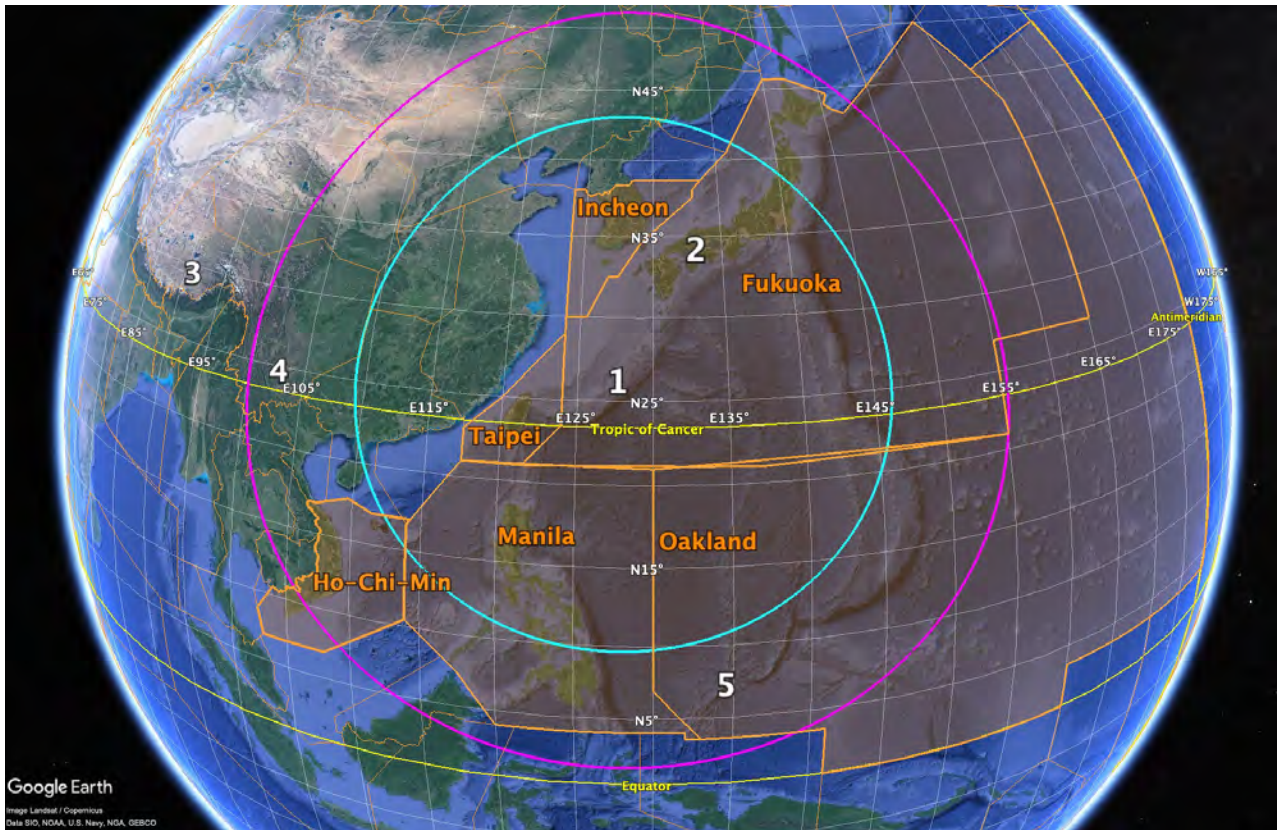 N45°
Incheon
N35°
2
3
Fukuoka
E65°
W165°
E75°
W175°
Antimeridian
E85°
E175°
E95°
E165°
4
E105°
1
E155°
N25°
E115°
E125°
E135°
E145°
Taipei
Tropic of Cancer
Manila
Oakland
N15°
Ho-Chi-Min
5
N5°
Equator
Google Earth
Image Landsat / Copernicus
Data SIO, NOAA, U.S. Navy, NGA, GEBCO